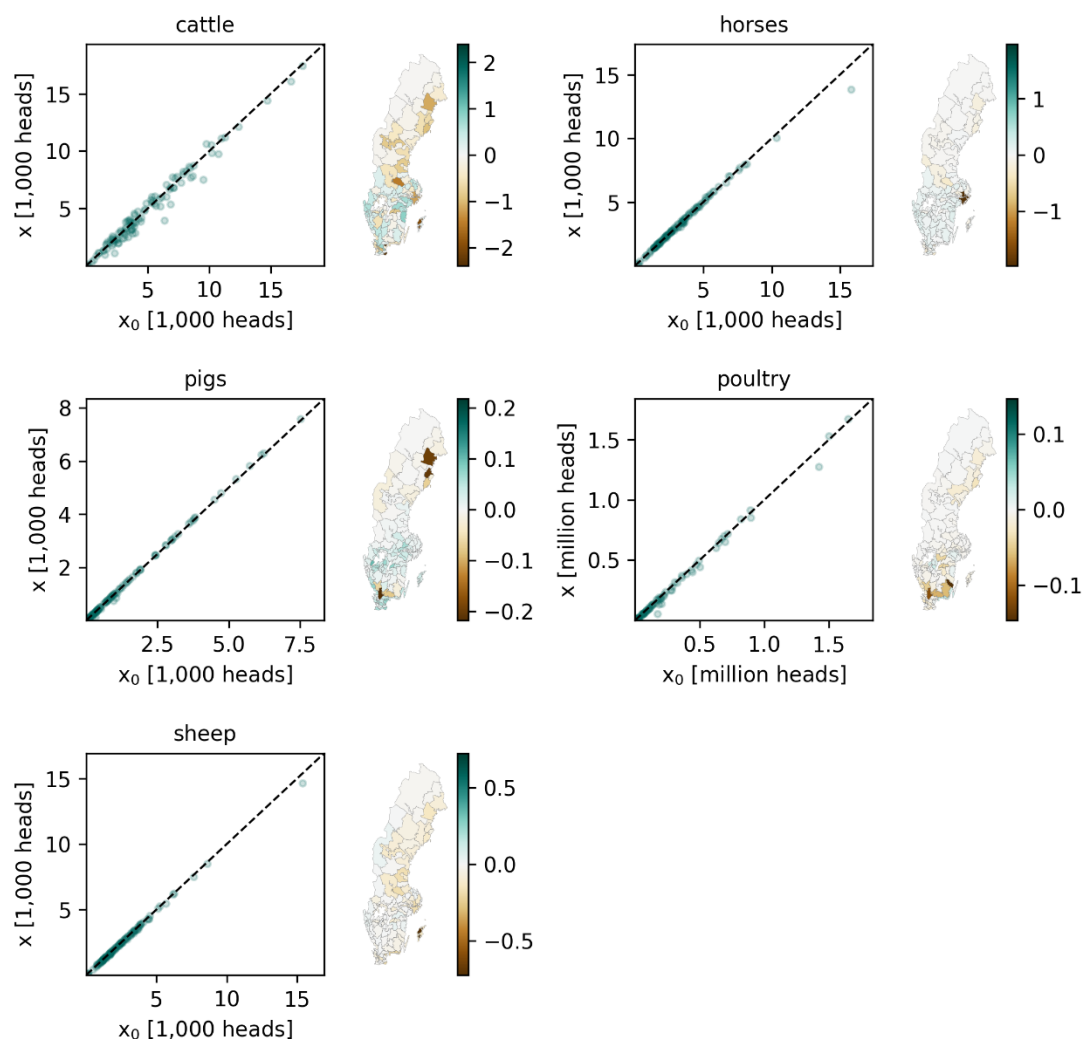 cattle
x [1,000 heads]
15
10
5
5 10 15
x₀ [1,000 heads]
2
1
0
−1
−2
horses
x [1,000 heads]
15
10
5
5 10 15
x₀ [1,000 heads]
1
0
−1
pigs
x [1,000 heads]
8
6
4
2
2.5 5.0 7.5
x₀ [1,000 heads]
0.2
0.1
0.0
−0.1
−0.2
poultry
x [million heads]
1.5
1.0
0.5
0.5 1.0 1.5
x₀ [million heads]
0.1
0.0
−0.1
sheep
x [1,000 heads]
15
10
5
5 10 15
x₀ [1,000 heads]
0.5
0.0
−0.5